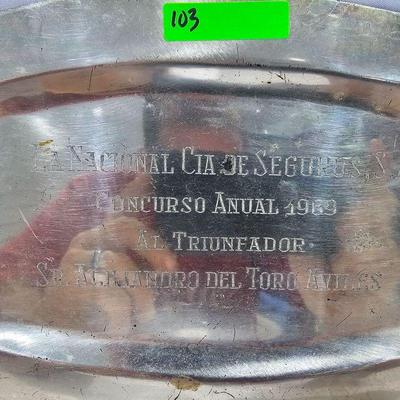 103
La Nacional Cia de Seguros, S.
Concurso Anual 1969
Al Triunfador
Sr. Alejandro del Toro Aviles